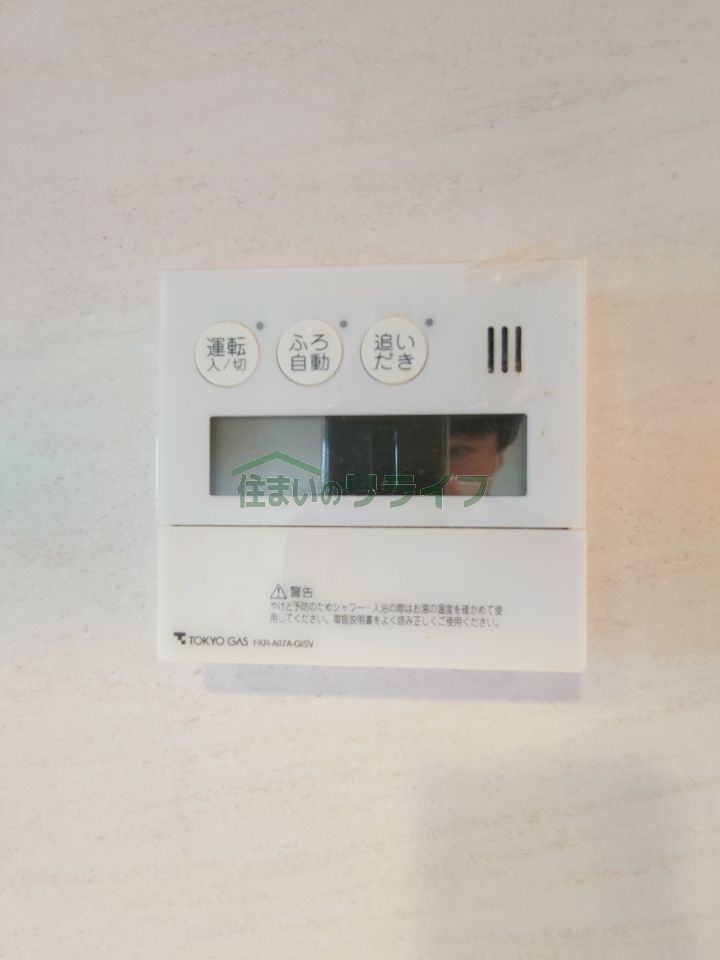 運転
入/切
ふろ
自動
追い
だき
住まいのリライフ
警告
やけど予防のためシャワー・入浴の際はお湯の温度を確かめて使
用してください。取扱説明書をよく読み正しくご使用ください。
TOKYO GAS FKR-A07A-GISV